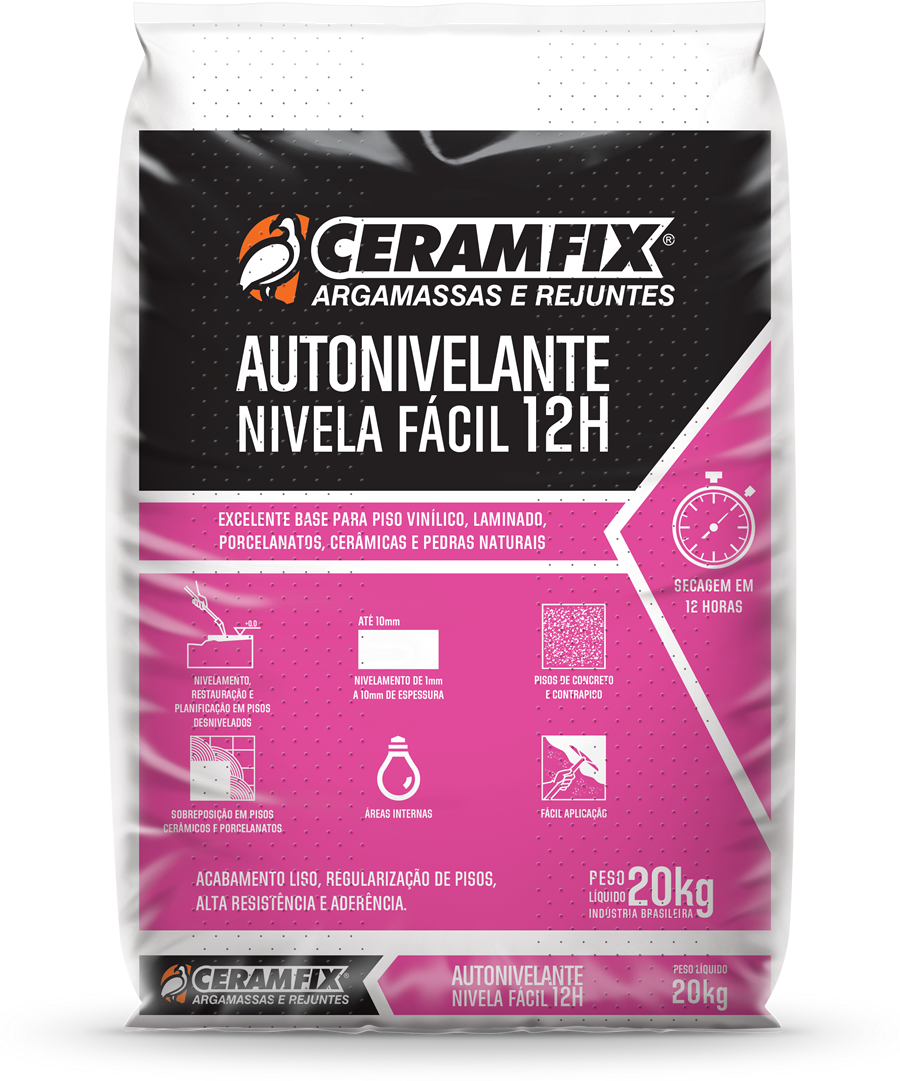 CERAMFIX®
ARGAMASSAS E REJUNTES
AUTONIVELANTE
NIVELA FÁCIL 12H
EXCELENTE BASE PARA PISO VINÍLICO, LAMINADO,
PORCELANATOS, CERÂMICAS E PEDRAS NATURAIS
SECAGEM EM
12 HORAS
+0.0
NIVELAMENTO,
RESTAURAÇÃO E
PLANIFICAÇÃO EM PISOS
DESNIVELADOS
ATÉ 10mm
NIVELAMENTO DE 1mm
A 10mm DE ESPESSURA
PISOS DE CONCRETO
E CONTRAPICO
SOBREPOSIÇÃO EM PISOS
CERÂMICOS E PORCELANATOS
ÁREAS INTERNAS
FÁCIL APLICAÇÃO
ACABAMENTO LISO, REGULARIZAÇÃO DE PISOS,
ALTA RESISTÊNCIA E ADERÊNCIA.
PESO
LÍQUIDO 20kg
INDÚSTRIA BRASILEIRA
CERAMFIX®
ARGAMASSAS E REJUNTES
AUTONIVELANTE
NIVELA FÁCIL 12H
PESO LÍQUIDO
20kg